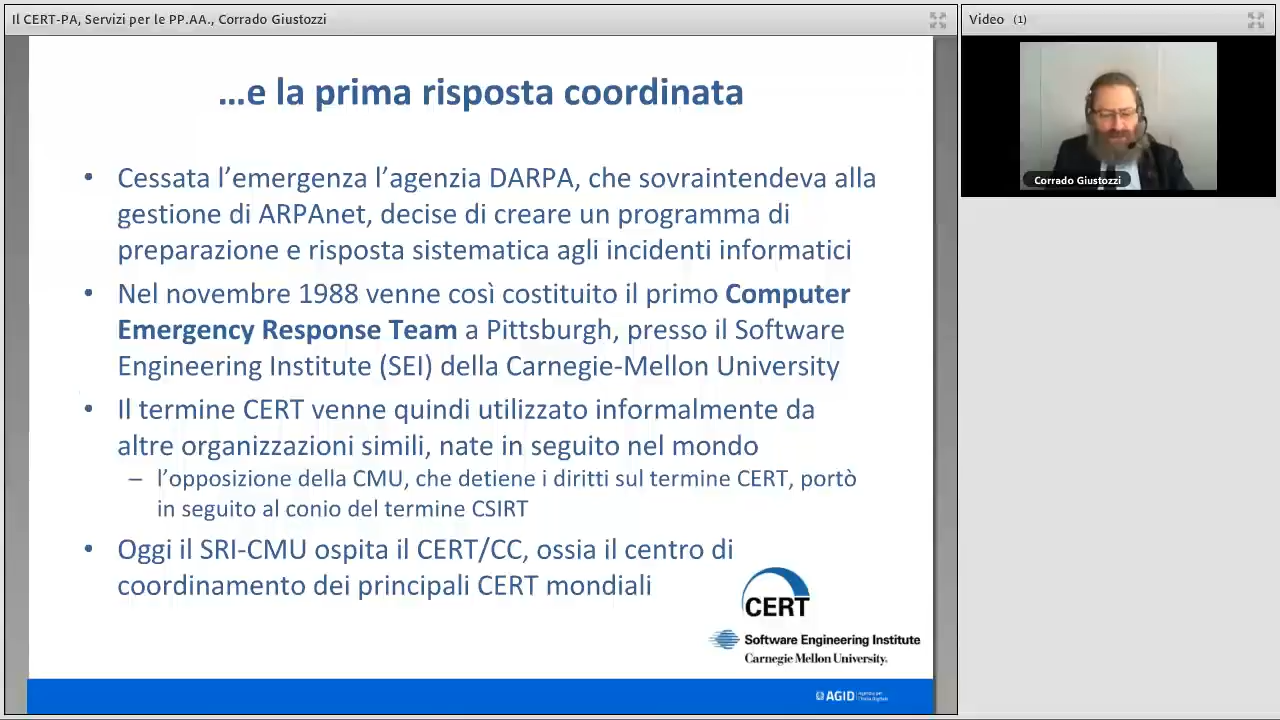 Il CERT-PA, Servizi per le PP.AA., Corrado Giustozzi
Video (1)
Corrado Giustozzi
...e la prima risposta coordinata
• Cessata l’emergenza l’agenzia DARPA, che sovraintendeva alla
gestione di ARPAnet, decise di creare un programma di
preparazione e risposta sistematica agli incidenti informatici
• Nel novembre 1988 venne così costituito il primo Computer
Emergency Response Team a Pittsburgh, presso il Software
Engineering Institute (SEI) della Carnegie-Mellon University
• Il termine CERT venne quindi utilizzato informalmente da
altre organizzazioni simili, nate in seguito nel mondo
– l’opposizione della CMU, che detiene i diritti sul termine CERT, portò
in seguito al conio del termine CSIRT
• Oggi il SRI-CMU ospita il CERT/CC, ossia il centro di
coordinamento dei principali CERT mondiali
CERT
Software Engineering Institute
Carnegie Mellon University.
AGID Agenzia per
l'Italia Digitale